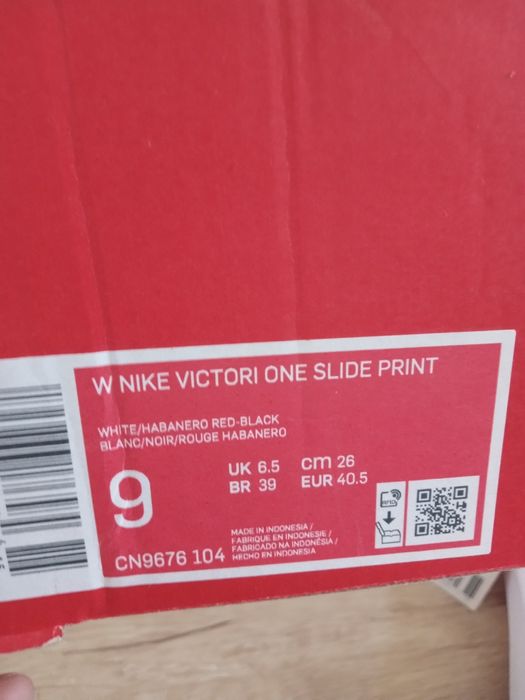 W NIKE VICTORI ONE SLIDE PRINT
WHITE/HABANERO RED-BLACK
BLANC/NOIR/ROUGE HABANERO
9
UK 6.5 cm 26
BR 39 EUR 40.5
RFID
MADE IN INDONESIA /
FABRIQUE EN INDONESIE /
FABRICADO NA INDONÉSIA /
HECHO EN INDONESIA
CN9676 104